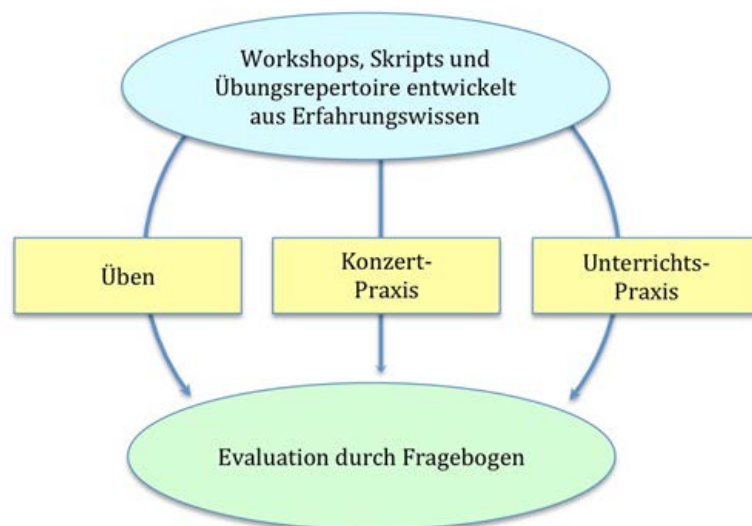 Workshops, Skripts und
Übungsrepertoire entwickelt
aus Erfahrungswissen
Üben
Konzert-
Praxis
Unterrichts-
Praxis
Evaluation durch Fragebogen